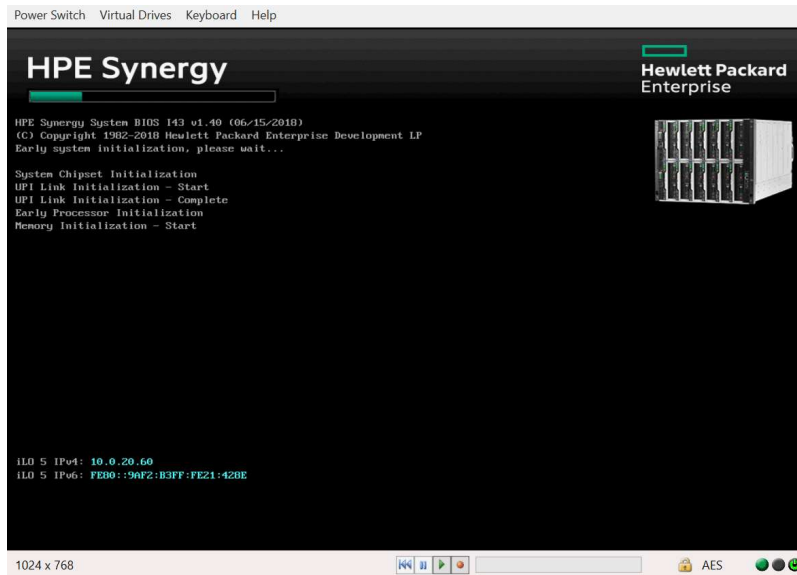 Power Switch Virtual Drives Keyboard Help
HPE Synergy
Hewlett Packard
Enterprise
HPE Synergy System BIOS I43 v1.40 (06/15/2018)
(C) Copyright 1982-2018 Hewlett Packard Enterprise Development LP
Early system initialization, please wait...
System Chipset Initialization
UPI Link Initialization - Start
UPI Link Initialization - Complete
Early Processor Initialization
Memory Initialization - Start
iLO 5 IPv4: 10.0.20.60
iLO 5 IPv6: FE80::9AF2:B3FF:FE21:428E
1024 x 768
AES